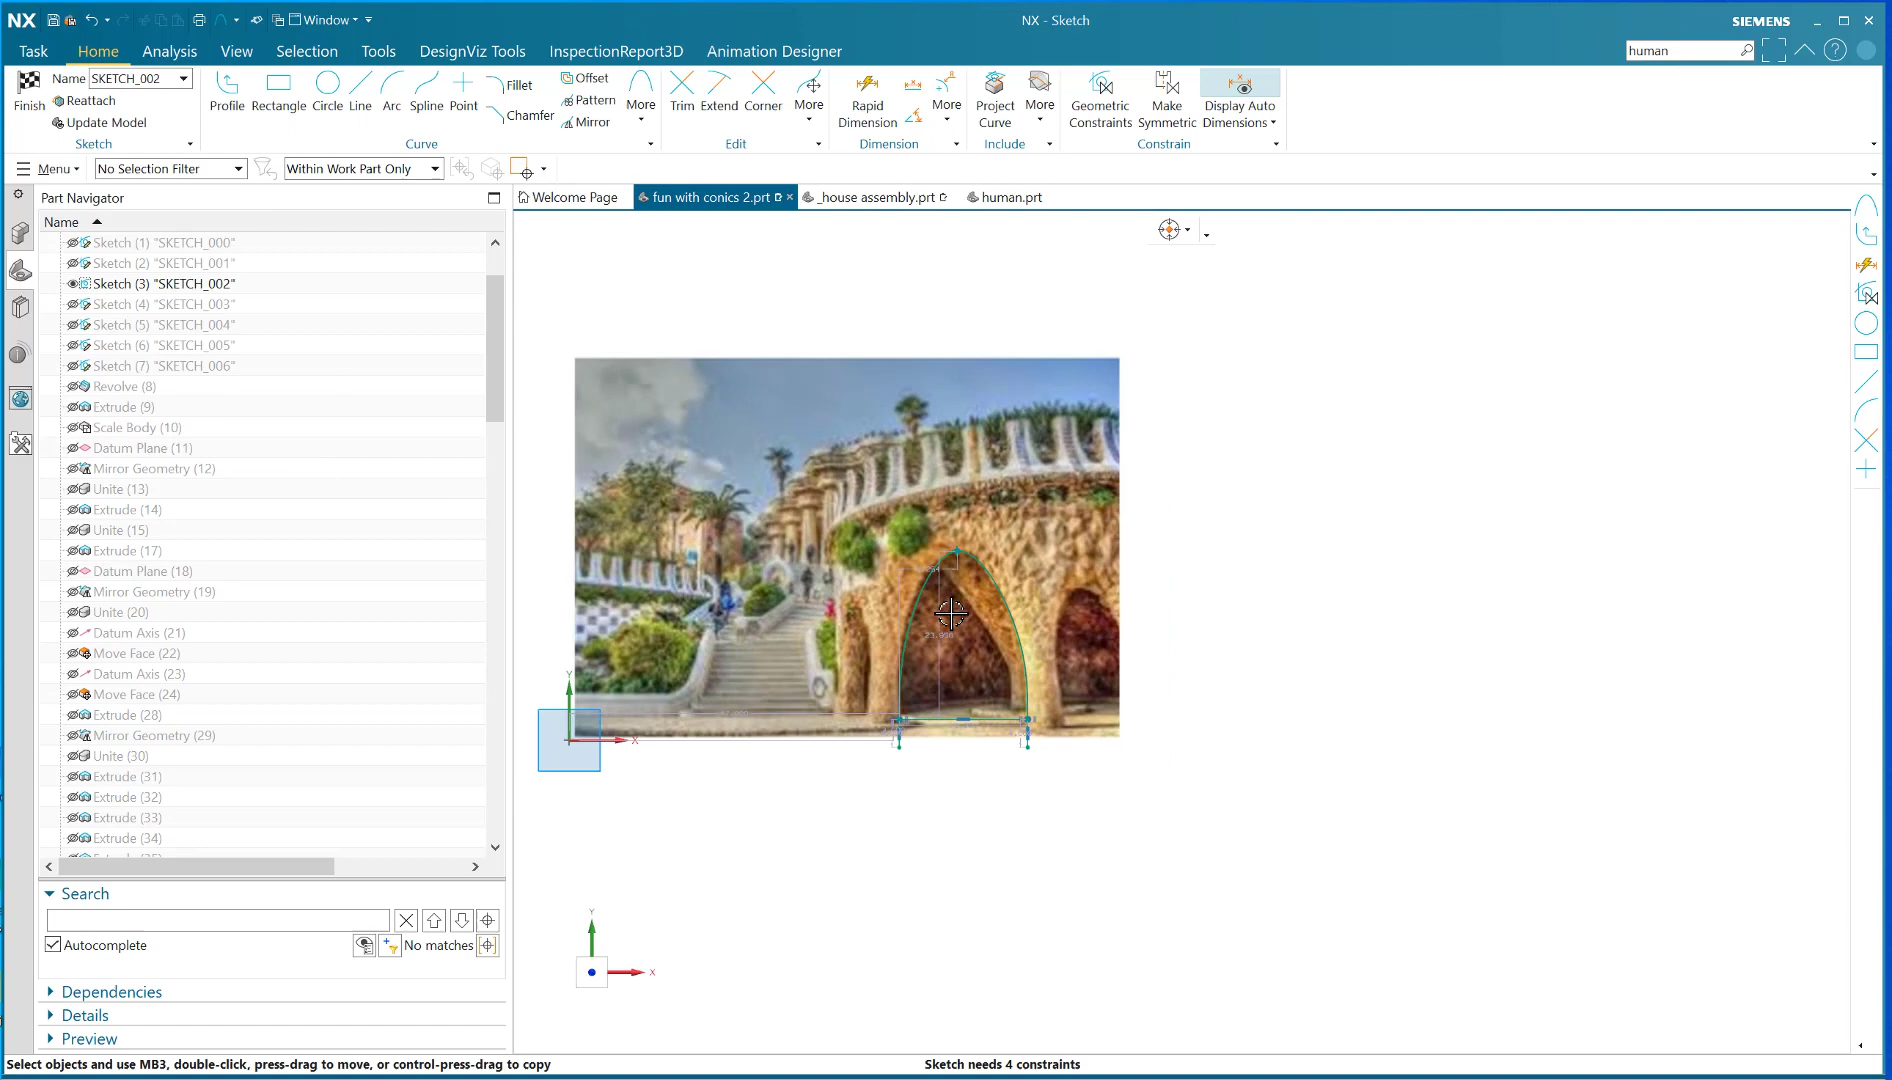 NX
Window
NX - Sketch
SIEMENS
Task
Home
Analysis
View
Selection
Tools
DesignViz Tools
InspectionReport3D
Animation Designer
human
Finish
Name SKETCH_002
Reattach
Update Model
Sketch
Profile
Rectangle
Circle
Line
Arc
Spline
Point
Fillet
Chamfer
Offset
Pattern
Mirror
More
Curve
Trim
Extend
Corner
More
Edit
Rapid Dimension
More
Dimension
Project Curve
More
Include
Geometric Constraints
Make Symmetric
Display Auto Dimensions
Constrain
Menu
No Selection Filter
Within Work Part Only
Part Navigator
Welcome Page
fun with conics 2.prt
_house assembly.prt
human.prt
Name
Sketch (1) "SKETCH_000"
Sketch (2) "SKETCH_001"
Sketch (3) "SKETCH_002"
Sketch (4) "SKETCH_003"
Sketch (5) "SKETCH_004"
Sketch (6) "SKETCH_005"
Sketch (7) "SKETCH_006"
Revolve (8)
Extrude (9)
Scale Body (10)
Datum Plane (11)
Mirror Geometry (12)
Unite (13)
Extrude (14)
Unite (15)
Extrude (17)
Datum Plane (18)
Mirror Geometry (19)
Unite (20)
Datum Axis (21)
Move Face (22)
Datum Axis (23)
Move Face (24)
Extrude (28)
Mirror Geometry (29)
Unite (30)
Extrude (31)
Extrude (32)
Extrude (33)
Extrude (34)
Y
X
Y
X
Search
Autocomplete
No matches
Dependencies
Details
Preview
Select objects and use MB3, double-click, press-drag to move, or control-press-drag to copy
Sketch needs 4 constraints